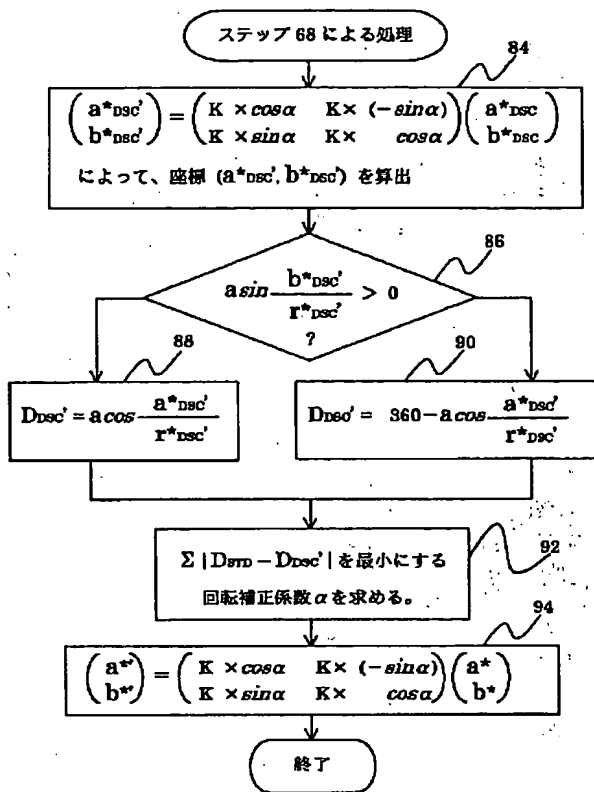 ステップ 68 による処理
84
(a*DSC' b*DSC') = (K ×cosα K× (−sinα) K ×sinα K× cosα)(a*DSC b*DSC)
によって、座標 (a*DSC', b*DSC') を算出
86
asin b*DSC' / r*DSC' > 0
?
88
DDSC' = acos a*DSC' / r*DSC'
90
DDSC' = 360−acos a*DSC' / r*DSC'
92
Σ |DSTD − DDSC'| を最小にする
回転補正係数αを求める。
94
(a*' b*') = (K ×cosα K× (−sinα) K ×sinα K× cosα)(a* b*)
終了